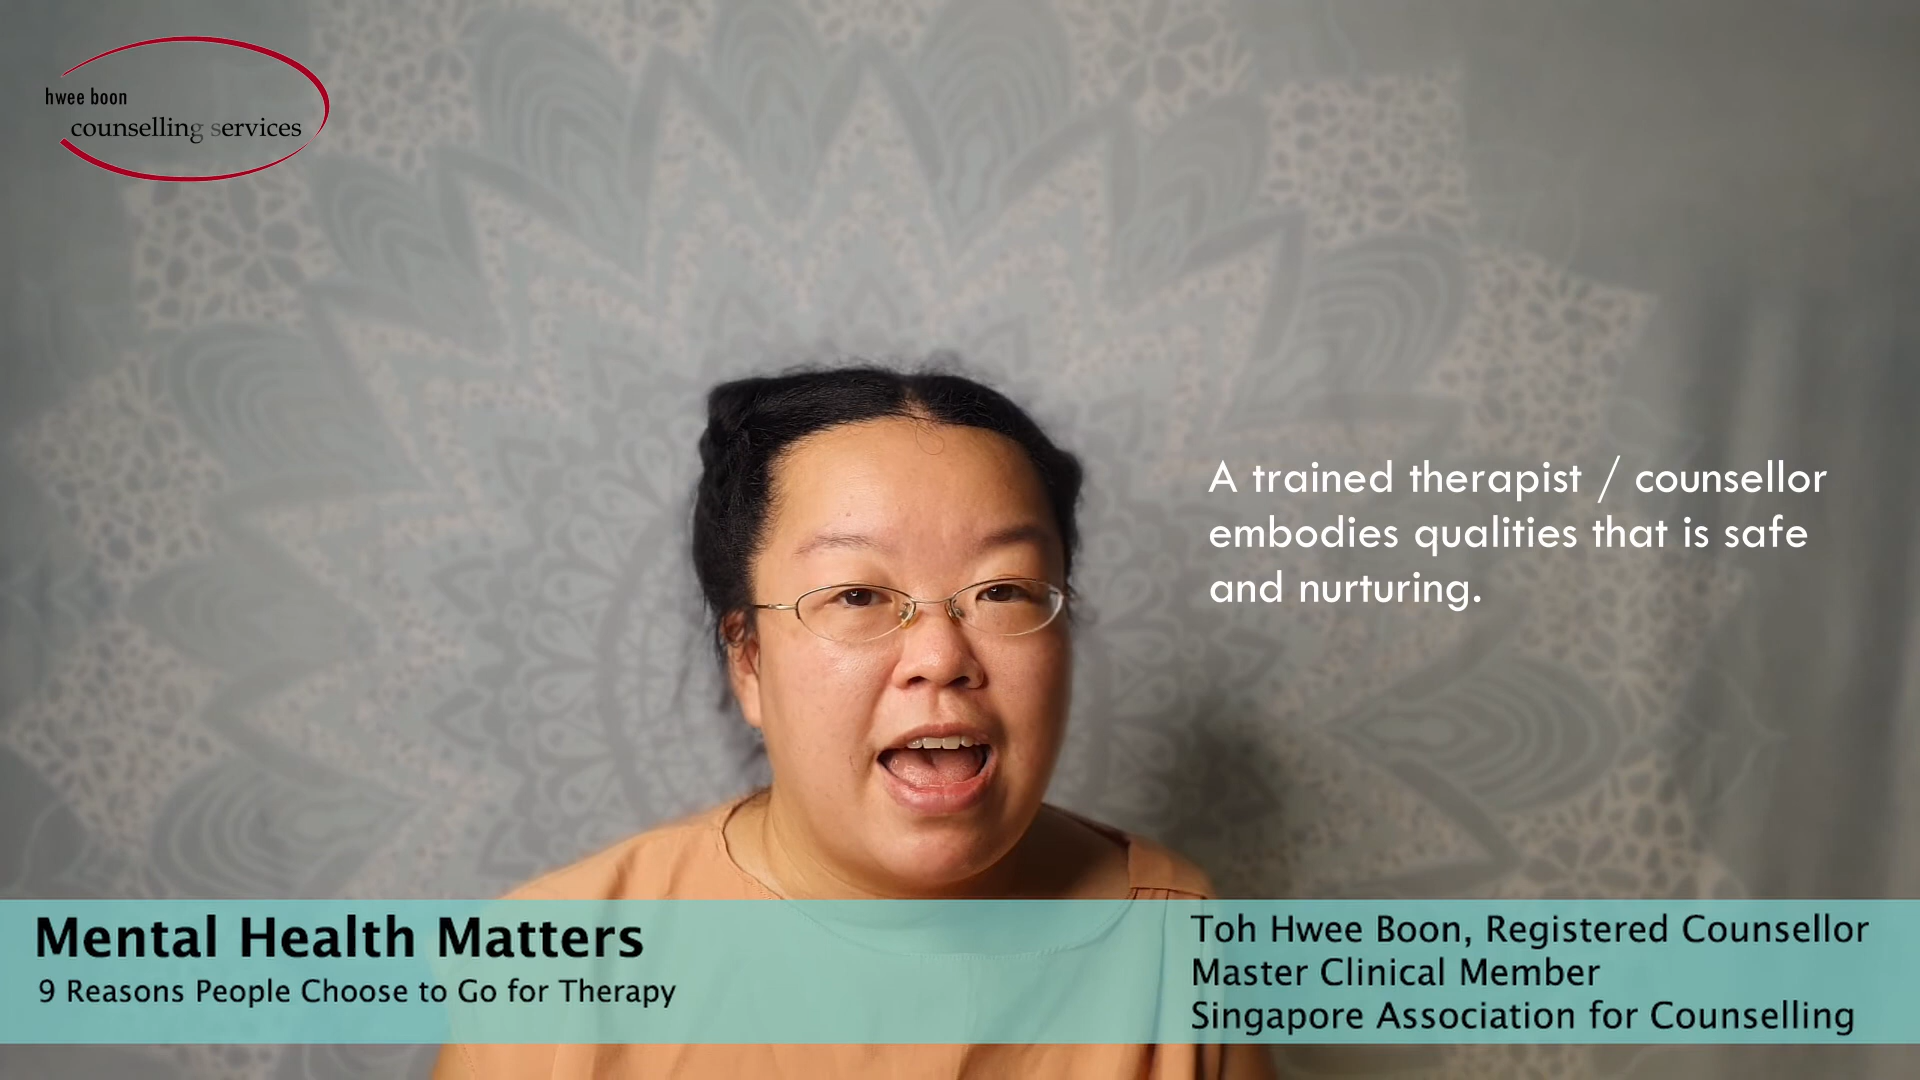 hwee boon
counselling services
A trained therapist / counsellor
embodies qualities that is safe
and nurturing.
Mental Health Matters
9 Reasons People Choose to Go for Therapy
Toh Hwee Boon, Registered Counsellor
Master Clinical Member
Singapore Association for Counselling